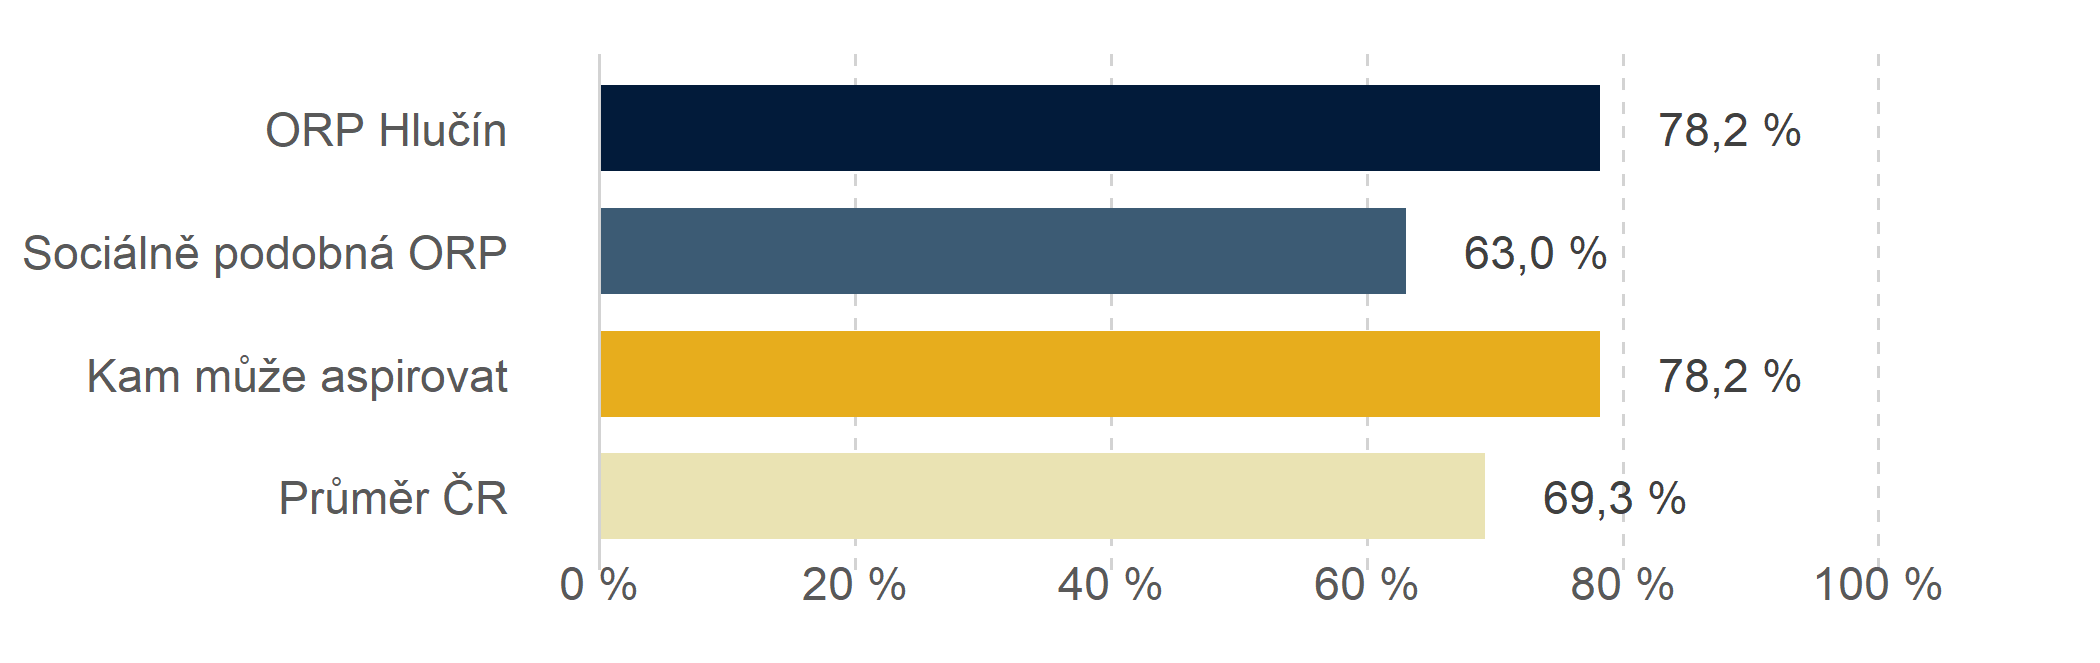 ORP Hlučín 78,2 %
Sociálně podobná ORP 63,0 %
Kam může aspirovat 78,2 %
Průměr ČR 69,3 %
0 % 20 % 40 % 60 % 80 % 100 %